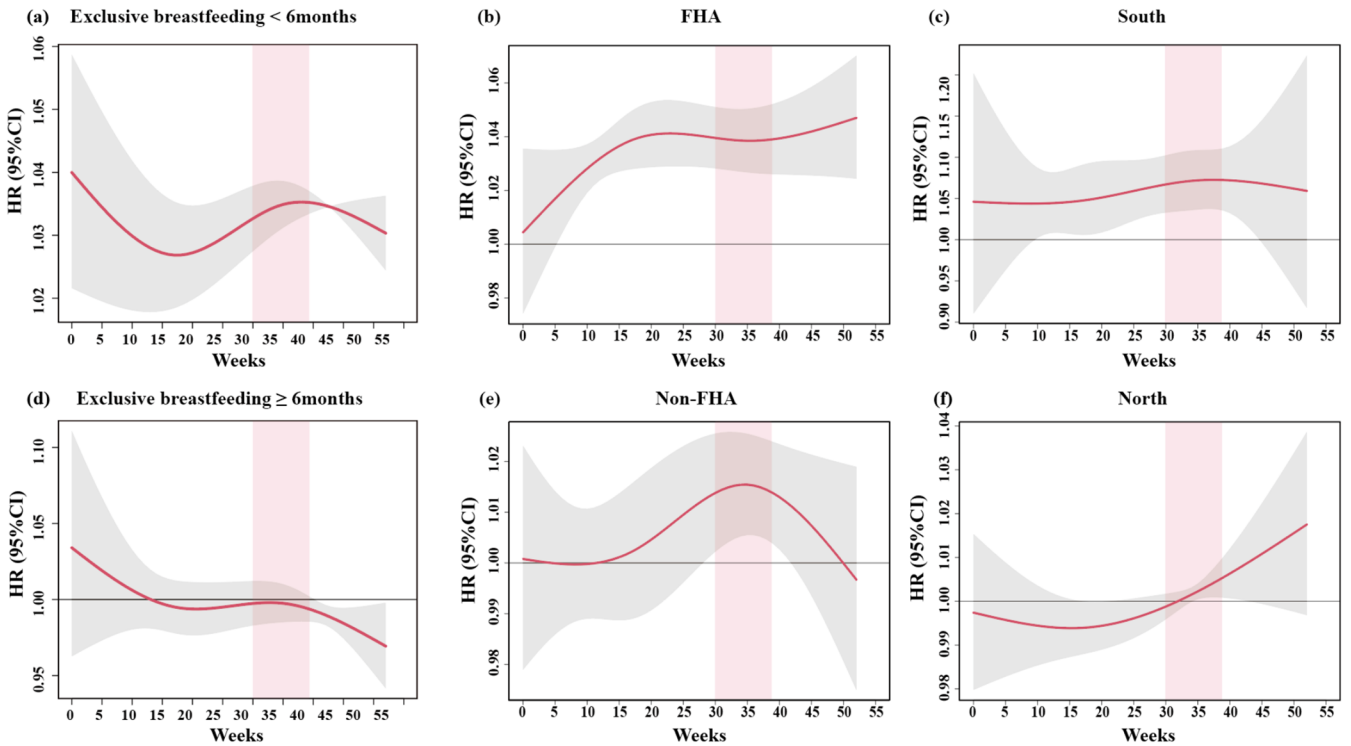 (a) Exclusive breastfeeding < 6months
HR (95%CI)
1.06
1.05
1.04
1.03
1.02
0 5 10 15 20 25 30 35 40 45 50 55
Weeks
(b) FHA
HR (95%CI)
1.06
1.04
1.02
1.00
0.98
0 5 10 15 20 25 30 35 40 45 50 55
Weeks
(c) South
HR (95%CI)
1.20
1.15
1.10
1.05
1.00
0.95
0.90
0 5 10 15 20 25 30 35 40 45 50 55
Weeks
(d) Exclusive breastfeeding ≥ 6months
HR (95%CI)
1.10
1.05
1.00
0.95
0 5 10 15 20 25 30 35 40 45 50 55
Weeks
(e) Non-FHA
HR (95%CI)
1.02
1.01
1.00
0.99
0.98
0 5 10 15 20 25 30 35 40 45 50 55
Weeks
(f) North
HR (95%CI)
1.04
1.03
1.02
1.01
1.00
0.99
0.98
0 5 10 15 20 25 30 35 40 45 50 55
Weeks